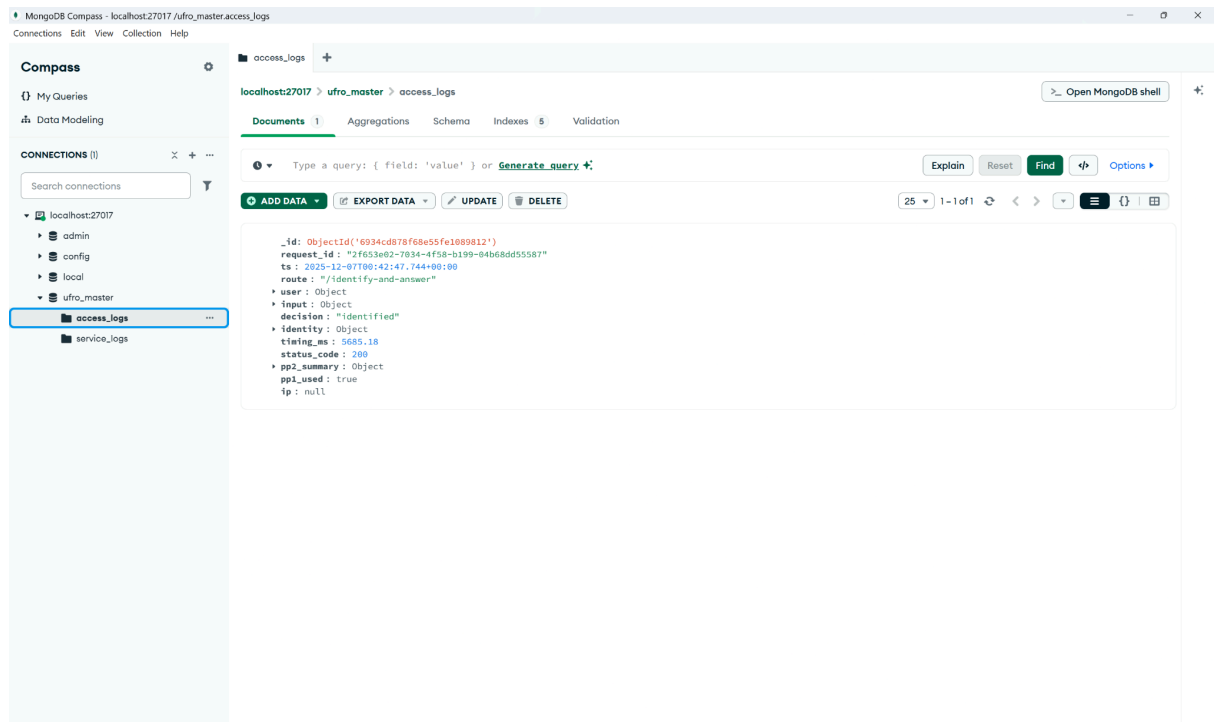 MongoDB Compass - localhost:27017 /ufro_master.access_logs
Connections Edit View Collection Help
Compass
{} My Queries
Data Modeling
CONNECTIONS (1)
Search connections
localhost:27017
admin
config
local
ufro_master
access_logs
service_logs
access_logs
localhost:27017 > ufro_master > access_logs
>_ Open MongoDB shell
Documents 1 Aggregations Schema Indexes 5 Validation
Type a query: { field: 'value' } or Generate query
Explain Reset Find </> Options
ADD DATA EXPORT DATA UPDATE DELETE
25 1 – 1 of 1 {}
_id: ObjectId('6934cd878f68e55fe1089812')
request_id : "2f653e02-7034-4f58-b199-04b68dd55587"
ts : 2025-12-07T00:42:47.744+00:00
route : "/identify-and-answer"
user : Object
input : Object
decision : "identified"
identity : Object
timing_ms : 5685.18
status_code : 200
pp2_summary : Object
pp1_used : true
ip : null